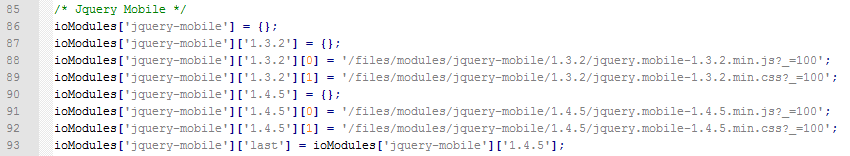 85 /* Jquery Mobile */
86 ioModules['jquery-mobile'] = {};
87 ioModules['jquery-mobile']['1.3.2'] = {};
88 ioModules['jquery-mobile']['1.3.2'][0] = '/files/modules/jquery-mobile/1.3.2/jquery.mobile-1.3.2.min.js?_=100';
89 ioModules['jquery-mobile']['1.3.2'][1] = '/files/modules/jquery-mobile/1.3.2/jquery.mobile-1.3.2.min.css?_=100';
90 ioModules['jquery-mobile']['1.4.5'] = {};
91 ioModules['jquery-mobile']['1.4.5'][0] = '/files/modules/jquery-mobile/1.4.5/jquery.mobile-1.4.5.min.js?_=100';
92 ioModules['jquery-mobile']['1.4.5'][1] = '/files/modules/jquery-mobile/1.4.5/jquery.mobile-1.4.5.min.css?_=100';
93 ioModules['jquery-mobile']['last'] = ioModules['jquery-mobile']['1.4.5'];